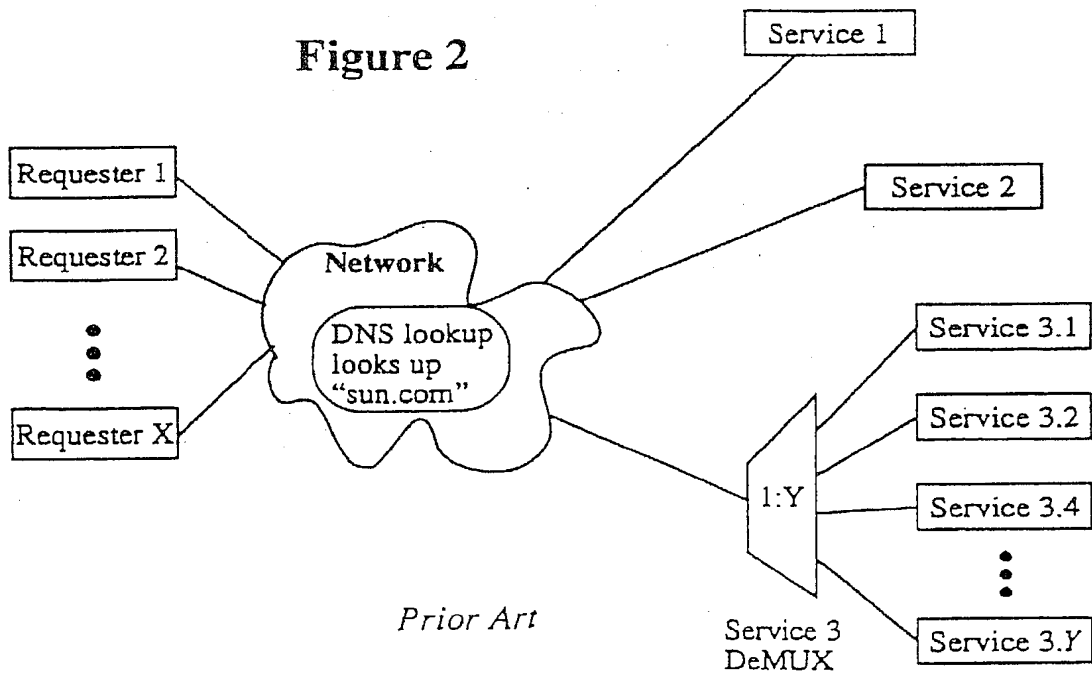 Figure 2
Service 1
Requester 1
Service 2
Requester 2
Network
DNS lookup
looks up
“sun.com”
Requester X
Service 3.1
Service 3.2
1:Y
Service 3.4
Service 3.Y
Prior Art
Service 3
DeMUX